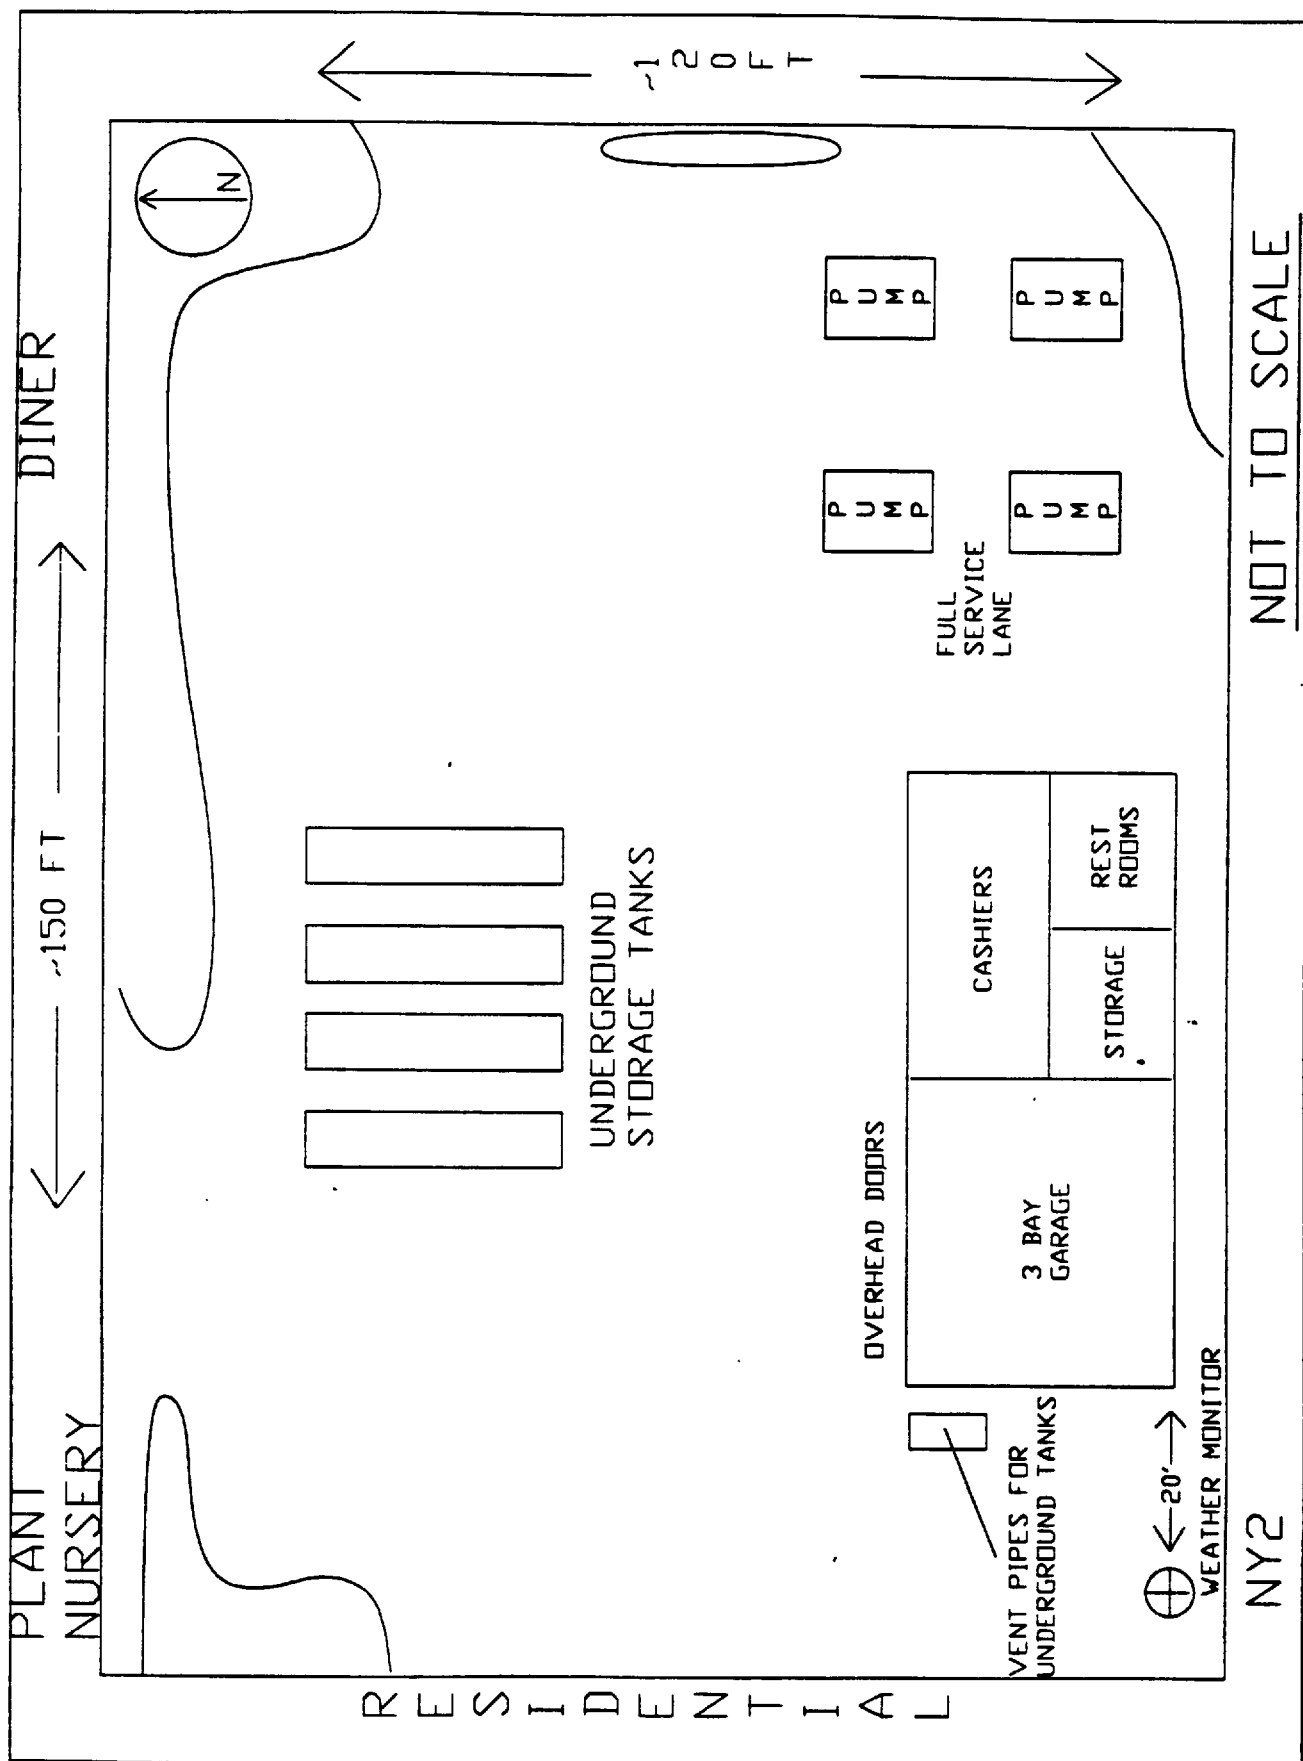 PLANT
NURSERY
~150 FT
DINER
N
~120FT
RESIDENTIAL
UNDERGROUND
STORAGE TANKS
PUMP
PUMP
PUMP
PUMP
FULL
SERVICE
LANE
OVERHEAD DOORS
3 BAY
GARAGE
CASHIERS
STORAGE
REST
ROOMS
VENT PIPES FOR
UNDERGROUND TANKS
20'
WEATHER MONITOR
NY2
NOT TO SCALE